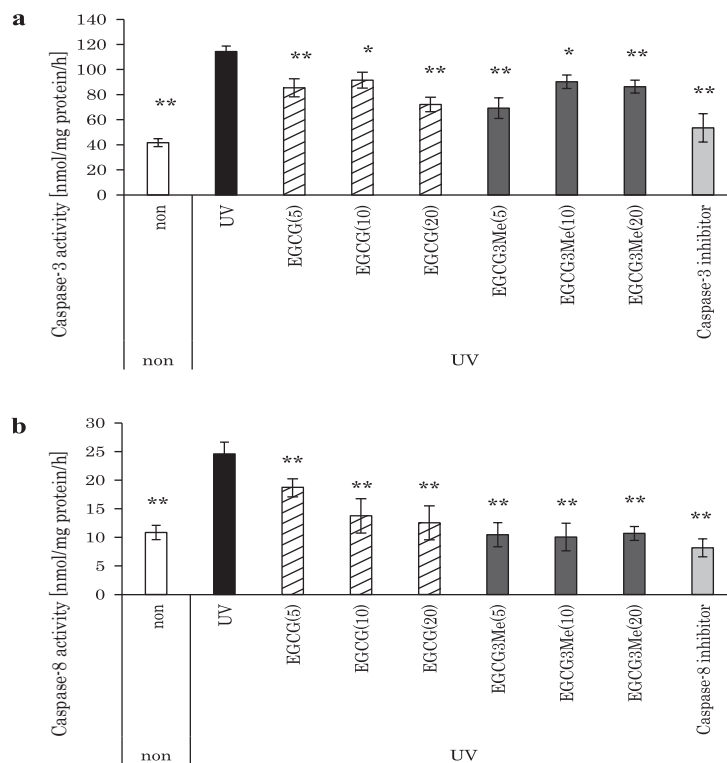 a
Caspase-3 activity [nmol/mg protein/h]
140
120
100
80
60
40
20
0
**
**
*
**
**
*
**
**
non
UV
EGCG(5)
EGCG(10)
EGCG(20)
EGCG3Me(5)
EGCG3Me(10)
EGCG3Me(20)
Caspase-3 inhibitor
non
UV
b
Caspase-8 activity [nmol/mg protein/h]
30
25
20
15
10
5
0
**
**
**
**
**
**
**
**
non
UV
EGCG(5)
EGCG(10)
EGCG(20)
EGCG3Me(5)
EGCG3Me(10)
EGCG3Me(20)
Caspase-8 inhibitor
non
UV